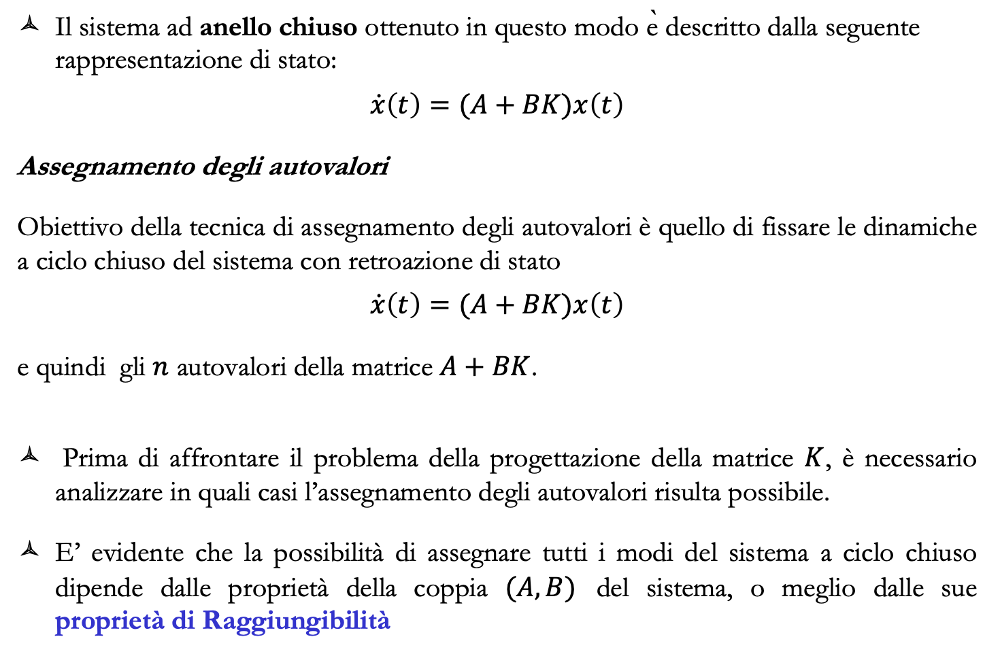 Il sistema ad anello chiuso ottenuto in questo modo è descritto dalla seguente
rappresentazione di stato:
ẋ(t) = (A + BK)x(t)
Assegnamento degli autovalori
Obiettivo della tecnica di assegnamento degli autovalori è quello di fissare le dinamiche
a ciclo chiuso del sistema con retroazione di stato
ẋ(t) = (A + BK)x(t)
e quindi gli n autovalori della matrice A + BK.
Prima di affrontare il problema della progettazione della matrice K, è necessario
analizzare in quali casi l’assegnamento degli autovalori risulta possibile.
E’ evidente che la possibilità di assegnare tutti i modi del sistema a ciclo chiuso
dipende dalle proprietà della coppia (A, B) del sistema, o meglio dalle sue
proprietà di Raggiungibilità